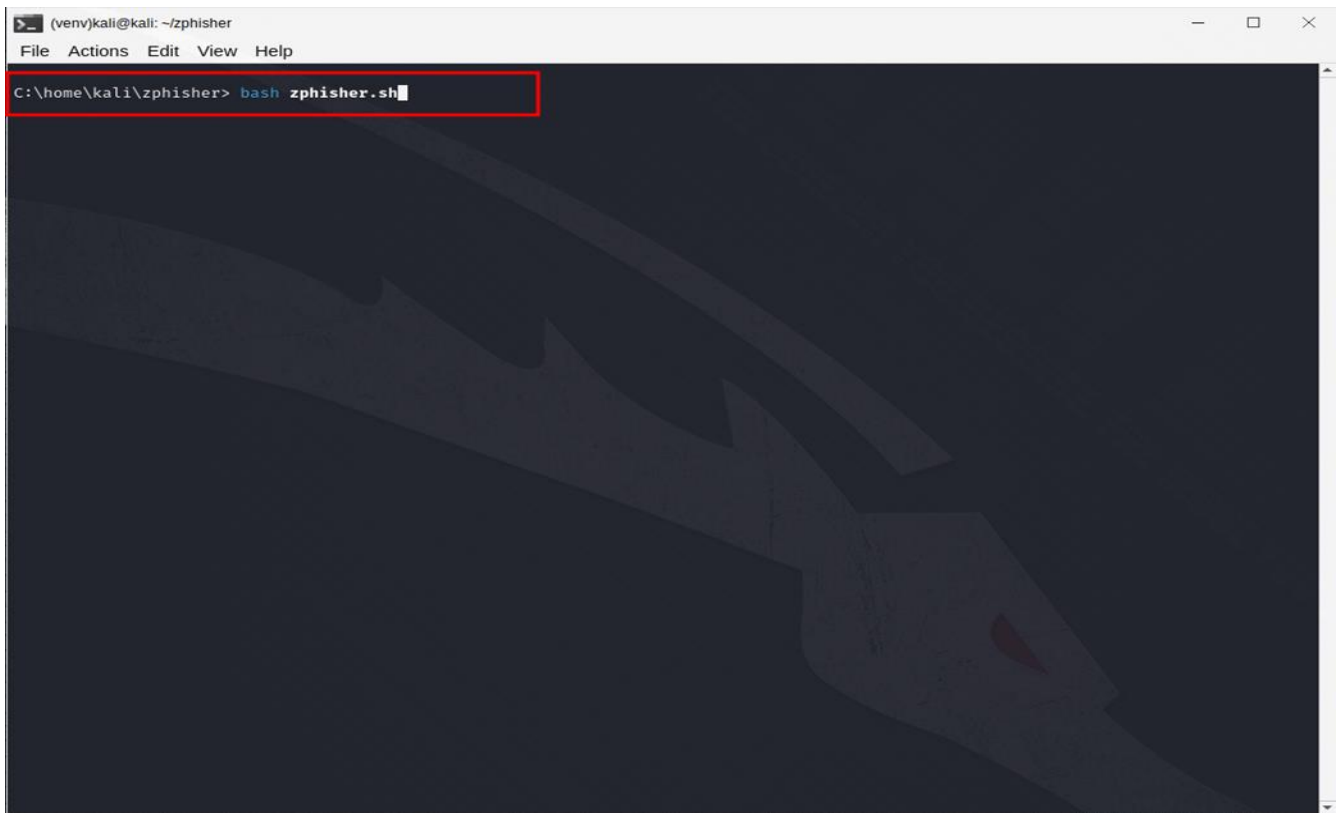 (venv)kali@kali: ~/zphisher
File Actions Edit View Help
C:\home\kali\zphisher> bash zphisher.sh